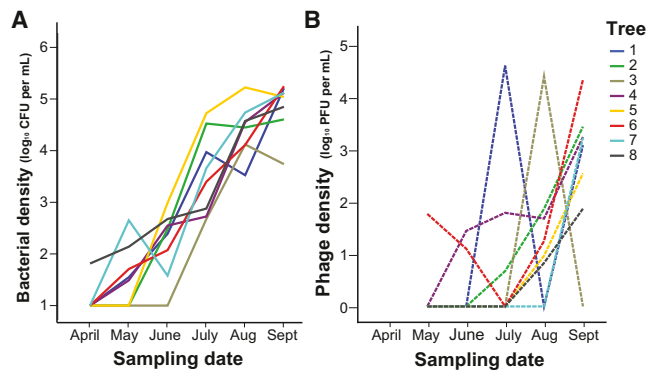 A
Bacterial density (log₁₀ CFU per mL)
6
5
4
3
2
1
April May June July Aug Sept
Sampling date
B
Phage density (log₁₀ PFU per mL)
5
4
3
2
1
0
April May June July Aug Sept
Sampling date
Tree
1
2
3
4
5
6
7
8